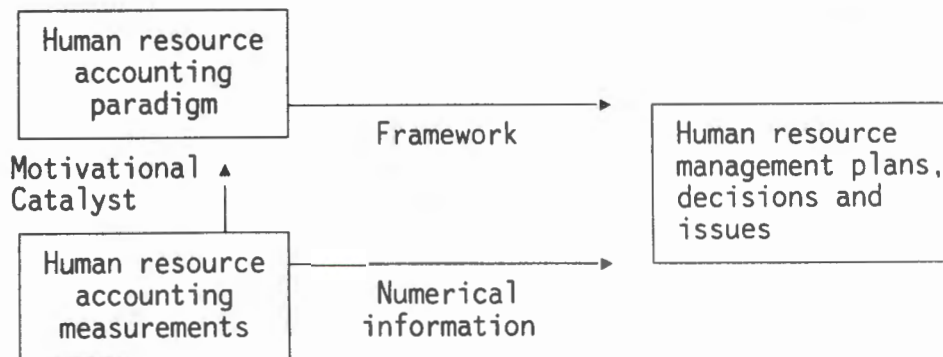 Human resource
accounting
paradigm
Framework
Human resource
management plans,
decisions and
issues
Motivational
Catalyst
Human resource
accounting
measurements
Numerical
information